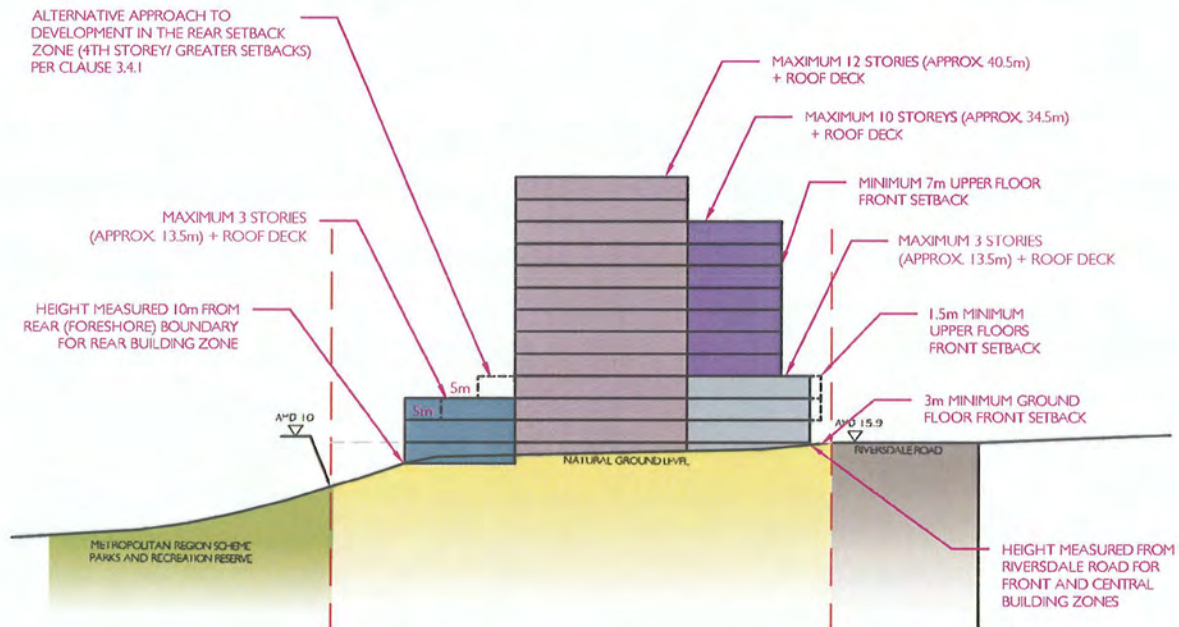 ALTERNATIVE APPROACH TO
DEVELOPMENT IN THE REAR SETBACK
ZONE (4TH STOREY/ GREATER SETBACKS)
PER CLAUSE 3.4.1
MAXIMUM 12 STORIES (APPROX. 40.5m)
+ ROOF DECK
MAXIMUM 10 STOREYS (APPROX. 34.5m)
+ ROOF DECK
MINIMUM 7m UPPER FLOOR
FRONT SETBACK
MAXIMUM 3 STORIES
(APPROX. 13.5m) + ROOF DECK
MAXIMUM 3 STORIES
(APPROX. 13.5m) + ROOF DECK
HEIGHT MEASURED 10m FROM
REAR (FORESHORE) BOUNDARY
FOR REAR BUILDING ZONE
1.5m MINIMUM
UPPER FLOORS
FRONT SETBACK
5m
5m
3m MINIMUM GROUND
FLOOR FRONT SETBACK
AHD 10
AHD 15.9
RIVERSDALE ROAD
NATURAL GROUND LEVEL
METROPOLITAN REGION SCHEME
PARKS AND RECREATION RESERVE
HEIGHT MEASURED FROM
RIVERSDALE ROAD FOR
FRONT AND CENTRAL
BUILDING ZONES